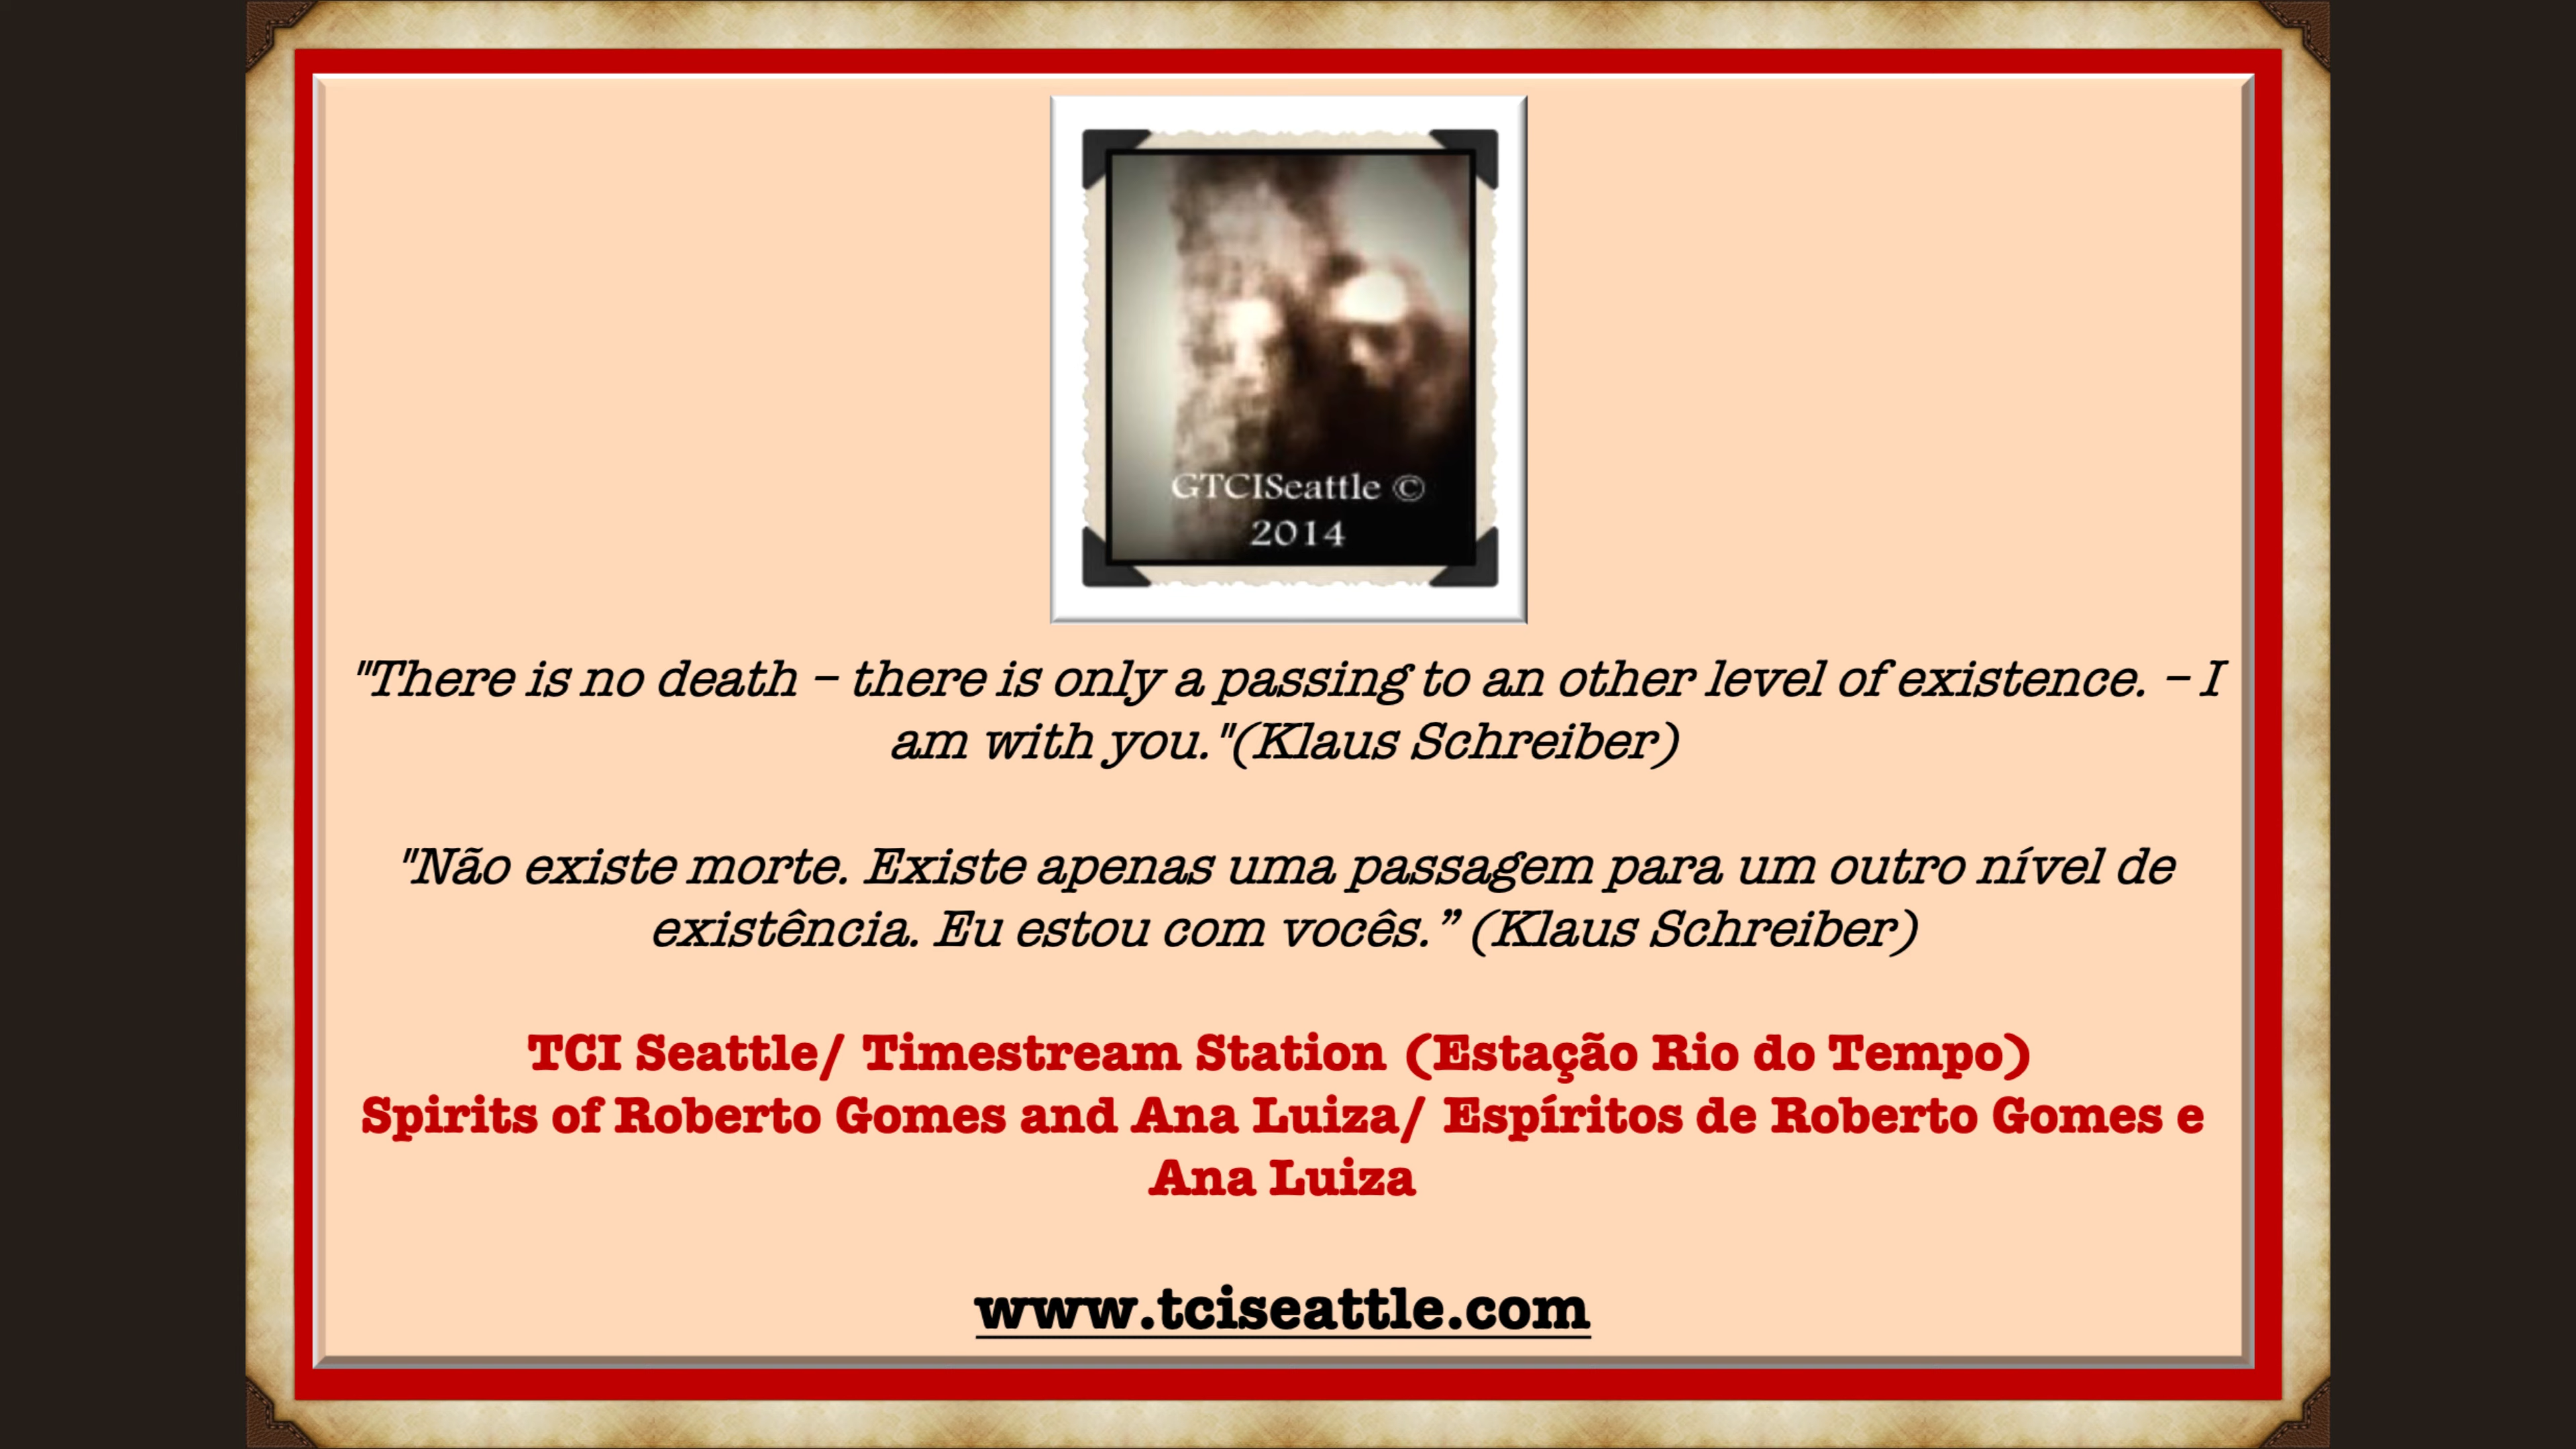 GTCISeattle ©
2014
"There is no death – there is only a passing to an other level of existence. – I
am with you."(Klaus Schreiber)
"Não existe morte. Existe apenas uma passagem para um outro nível de
existência. Eu estou com vocês.” (Klaus Schreiber)
TCI Seattle/ Timestream Station (Estação Rio do Tempo)
Spirits of Roberto Gomes and Ana Luiza/ Espíritos de Roberto Gomes e
Ana Luiza
www.tciseattle.com